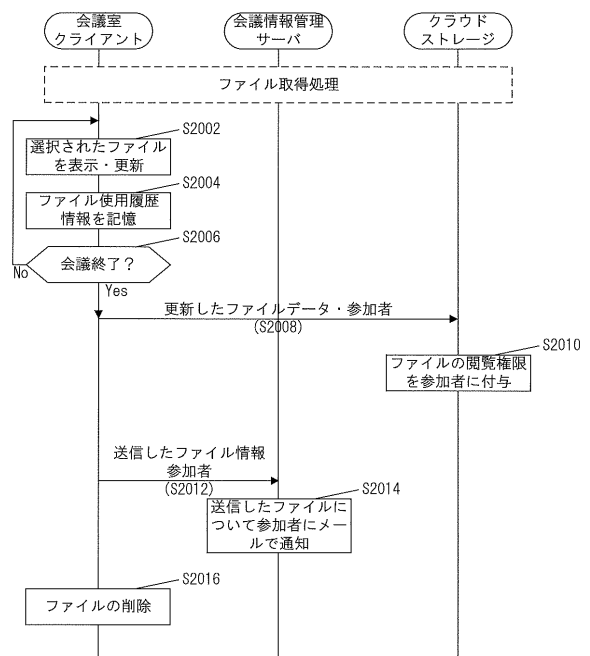 会議室
クライアント
会議情報管理
サーバ
クラウド
ストレージ
ファイル取得処理
S2002
選択されたファイル
を表示・更新
S2004
ファイル使用履歴
情報を記憶
S2006
会議終了？
No
Yes
更新したファイルデータ・参加者
(S2008)
S2010
ファイルの閲覧権限
を参加者に付与
送信したファイル情報
参加者
(S2012)
S2014
送信したファイルに
ついて参加者にメー
ルで通知
S2016
ファイルの削除